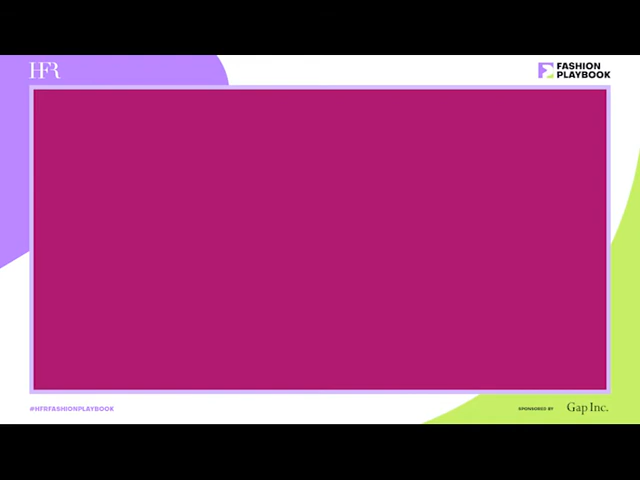 HFR
FASHION
PLAYBOOK
#HFRFASHIONPLAYBOOK
SPONSORED BY
Gap Inc.